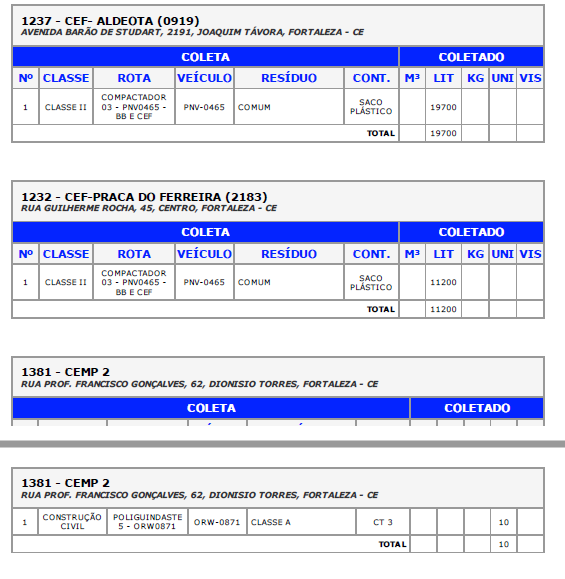 1237 - CEF- ALDEOTA (0919)
AVENIDA BARÃO DE STUDART, 2191, JOAQUIM TÁVORA, FORTALEZA - CE
COLETA COLETADO
Nº CLASSE ROTA VEÍCULO RESÍDUO CONT. M³ LIT KG UNI VIS
1 CLASSE II COMPACTADOR 03 - PNV0465 - BB E CEF PNV-0465 COMUM SACO PLÁSTICO 19700
TOTAL 19700
1232 - CEF-PRACA DO FERREIRA (2183)
RUA GUILHERME ROCHA, 45, CENTRO, FORTALEZA - CE
COLETA COLETADO
Nº CLASSE ROTA VEÍCULO RESÍDUO CONT. M³ LIT KG UNI VIS
1 CLASSE II COMPACTADOR 03 - PNV0465 - BB E CEF PNV-0465 COMUM SACO PLÁSTICO 11200
TOTAL 11200
1381 - CEMP 2
RUA PROF. FRANCISCO GONÇALVES, 62, DIONISIO TORRES, FORTALEZA - CE
COLETA COLETADO
1381 - CEMP 2
RUA PROF. FRANCISCO GONÇALVES, 62, DIONISIO TORRES, FORTALEZA - CE
1 CONSTRUÇÃO CIVIL POLIGUINDASTE 5 - ORW0871 ORW-0871 CLASSE A CT 3 10
TOTAL 10